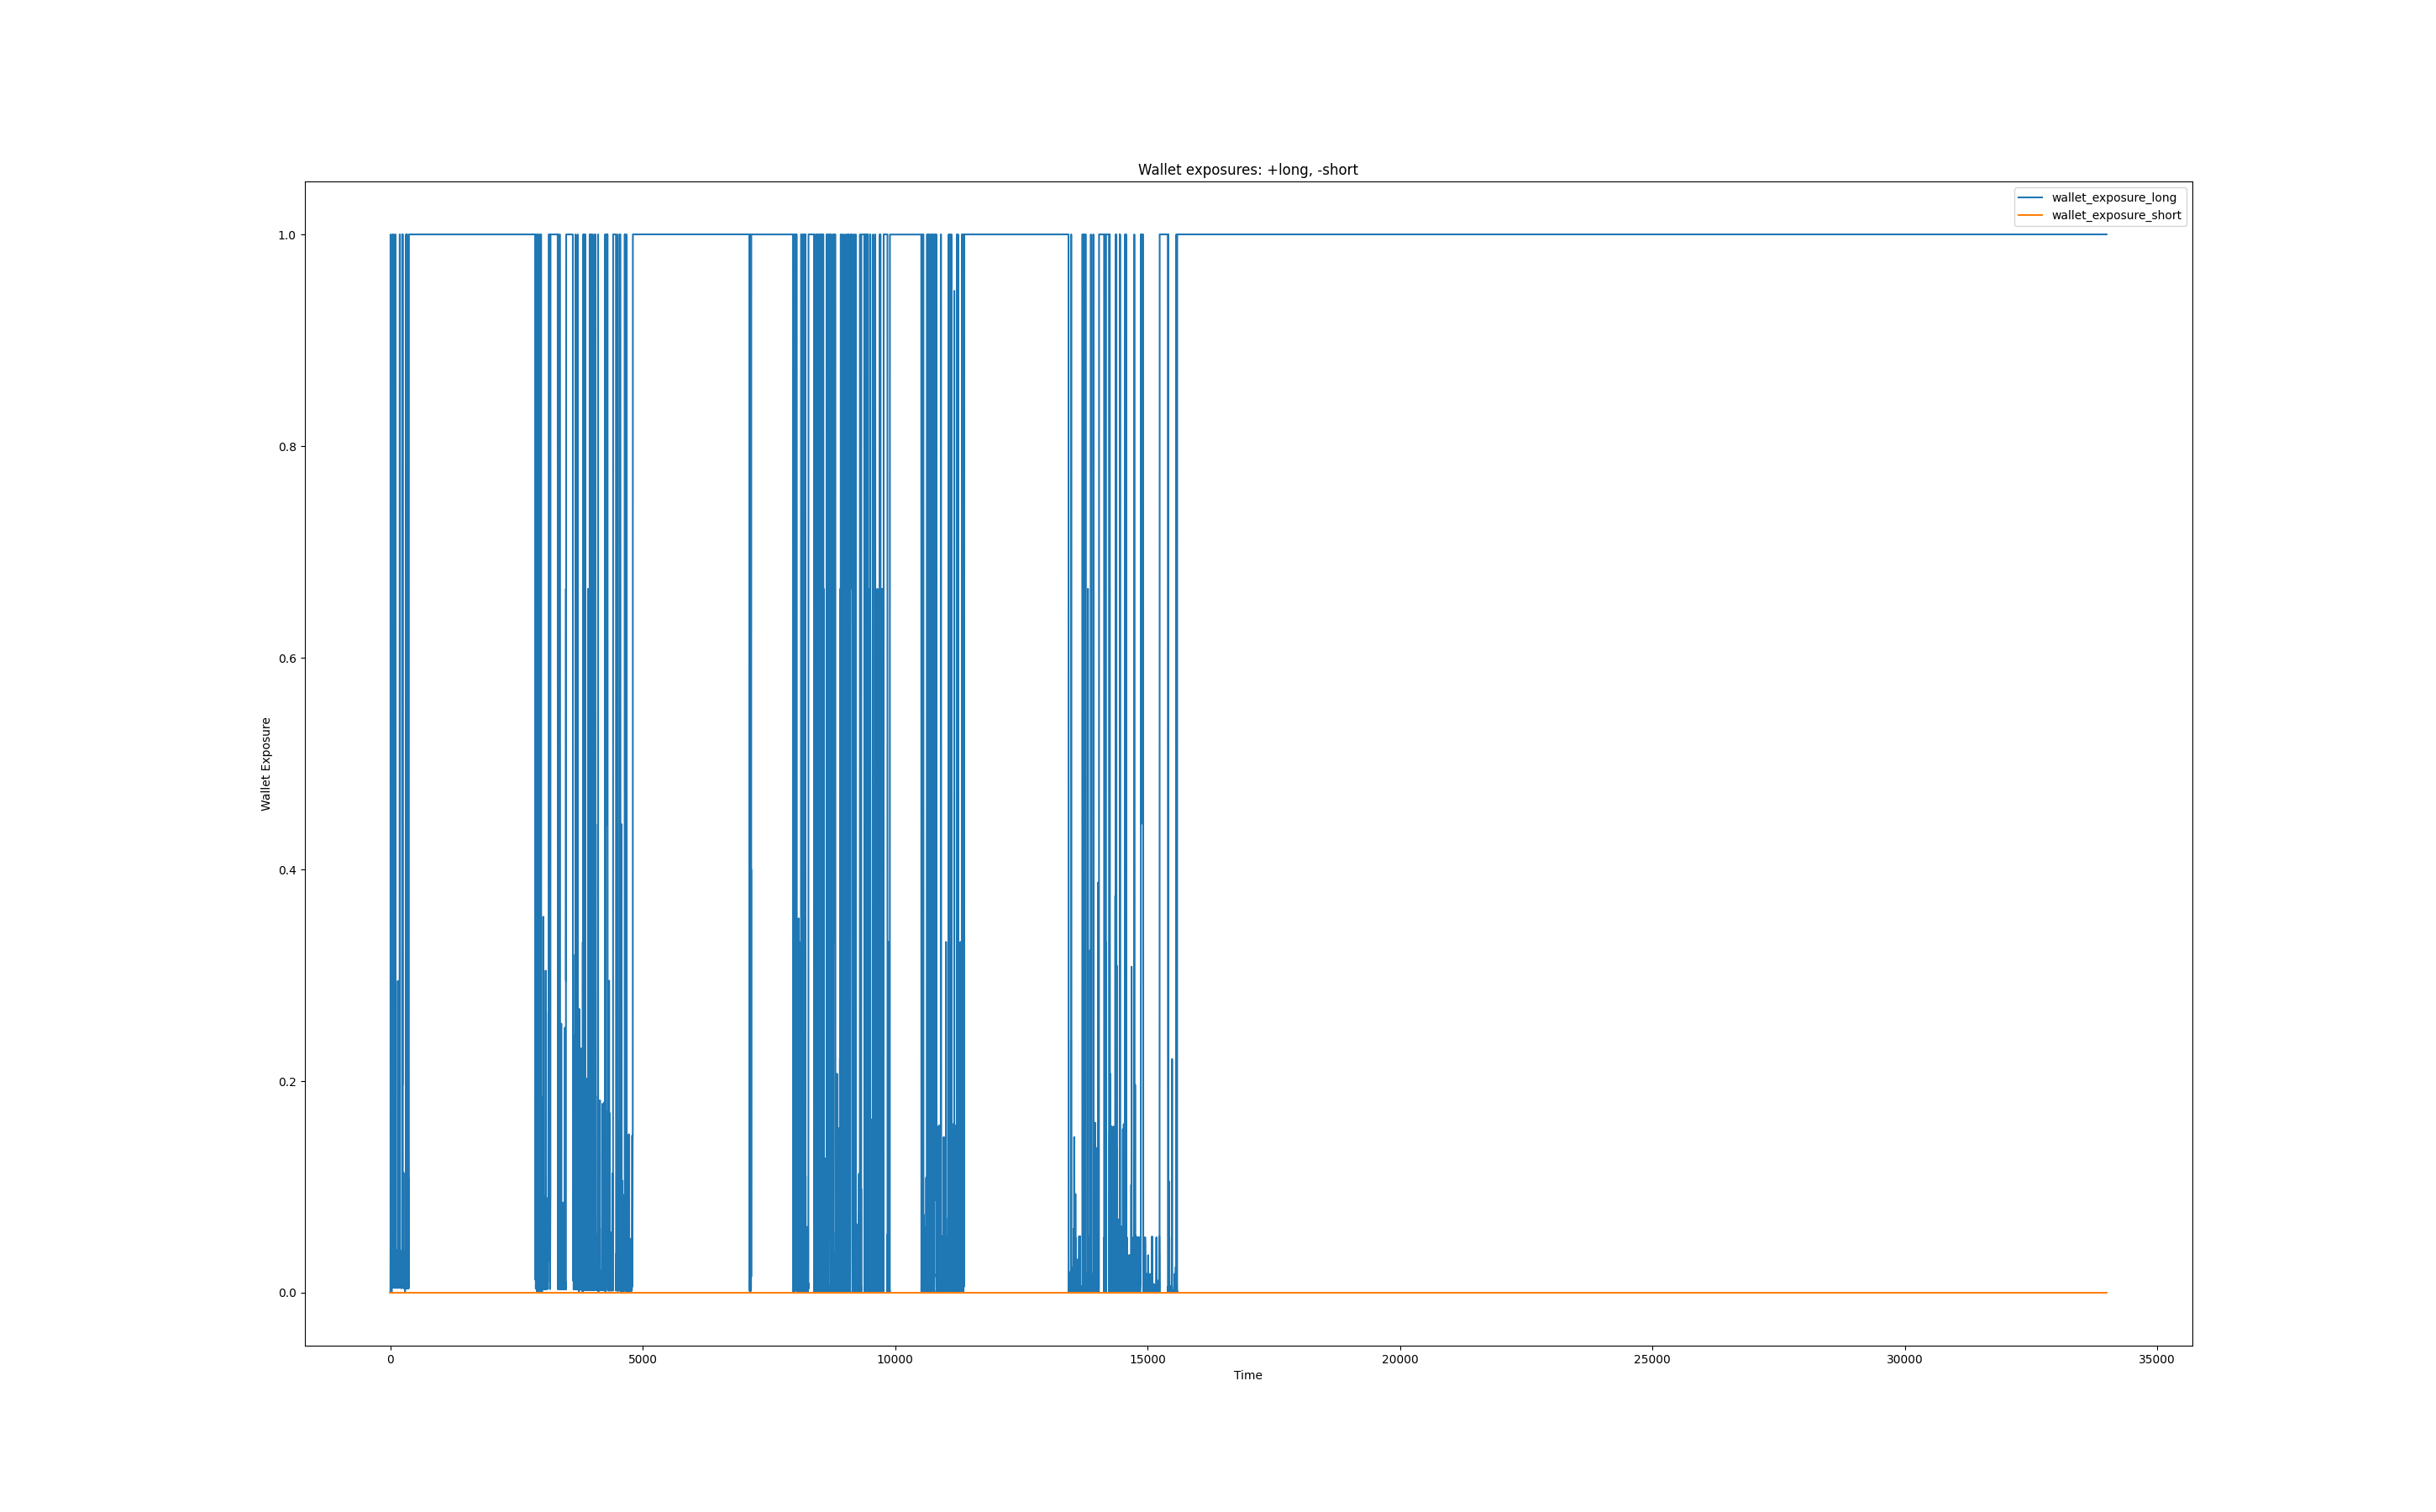 Wallet exposures: +long, -short
wallet_exposure_long
wallet_exposure_short
1.0
0.8
0.6
0.4
0.2
0.0
Wallet Exposure
0 5000 10000 15000 20000 25000 30000 35000
Time